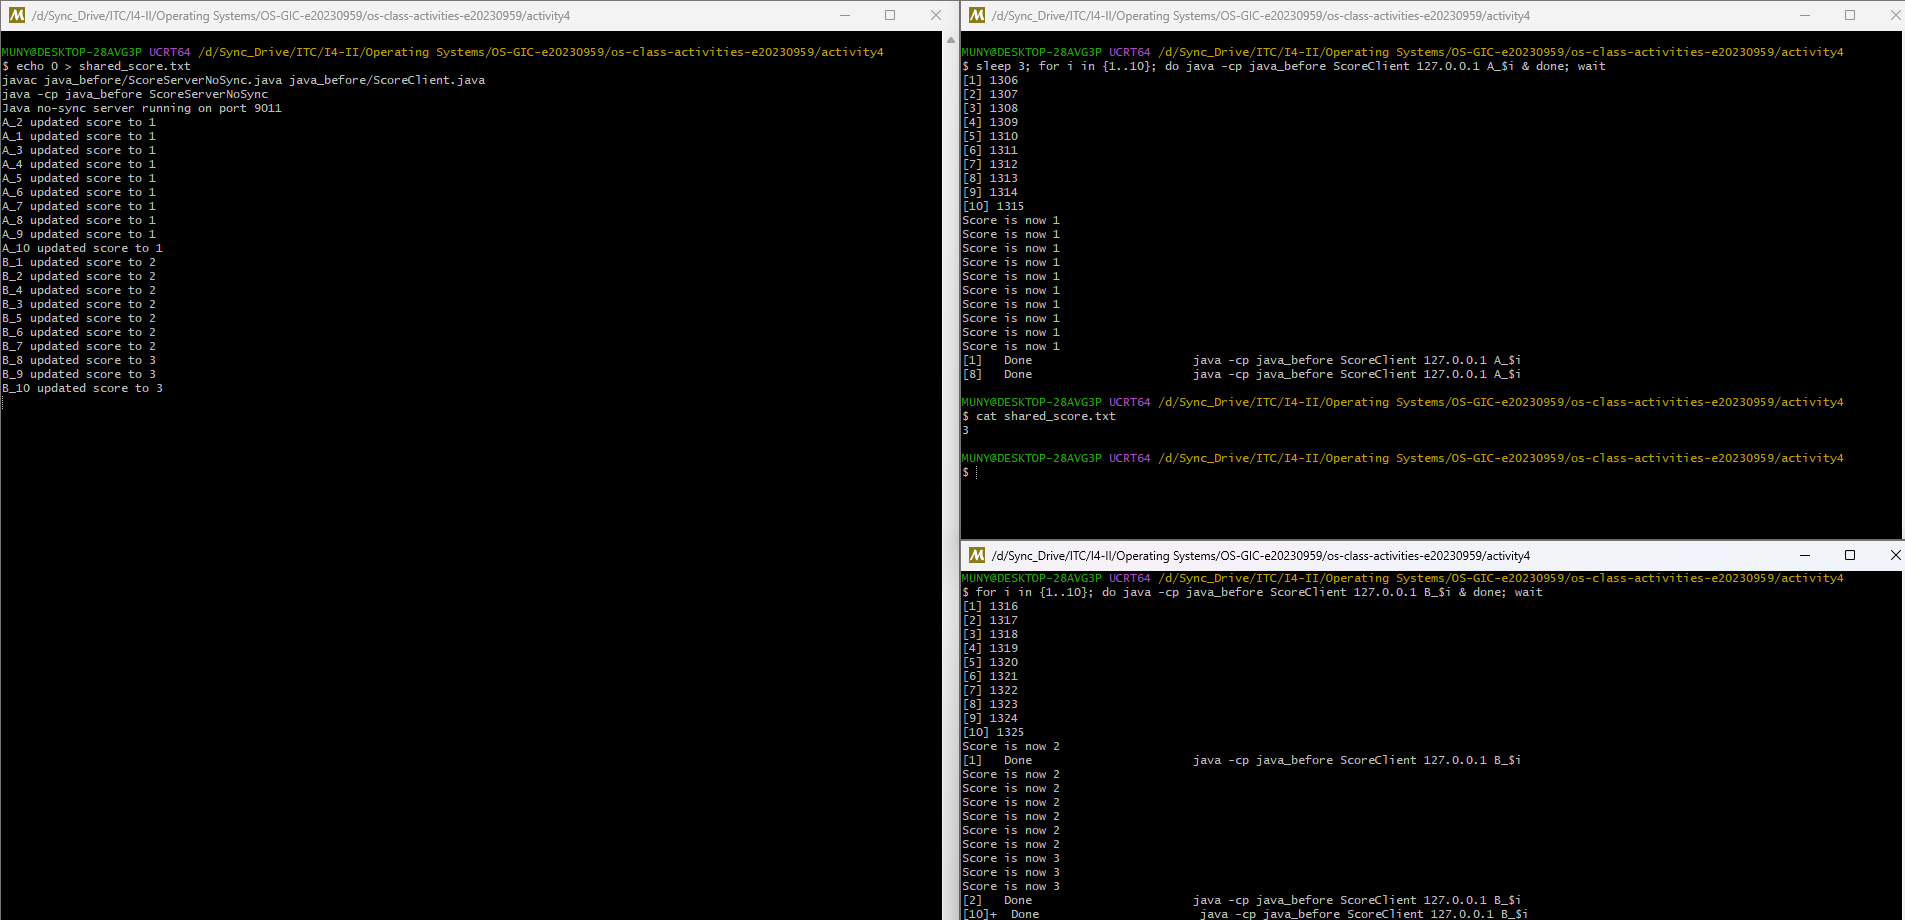 /d/Sync_Drive/ITC/I4-II/Operating Systems/OS-GIC-e20230959/os-class-activities-e20230959/activity4
MUNY@DESKTOP-28AVG3P UCRT64 /d/Sync_Drive/ITC/I4-II/Operating Systems/OS-GIC-e20230959/os-class-activities-e20230959/activity4
$ echo 0 > shared_score.txt
javac java_before/ScoreServerNoSync.java java_before/ScoreClient.java
java -cp java_before ScoreServerNoSync
Java no-sync server running on port 9011
A_2 updated score to 1
A_1 updated score to 1
A_3 updated score to 1
A_4 updated score to 1
A_5 updated score to 1
A_6 updated score to 1
A_7 updated score to 1
A_8 updated score to 1
A_9 updated score to 1
A_10 updated score to 1
B_1 updated score to 2
B_2 updated score to 2
B_4 updated score to 2
B_3 updated score to 2
B_5 updated score to 2
B_6 updated score to 2
B_7 updated score to 2
B_8 updated score to 3
B_9 updated score to 3
B_10 updated score to 3
/d/Sync_Drive/ITC/I4-II/Operating Systems/OS-GIC-e20230959/os-class-activities-e20230959/activity4
MUNY@DESKTOP-28AVG3P UCRT64 /d/Sync_Drive/ITC/I4-II/Operating Systems/OS-GIC-e20230959/os-class-activities-e20230959/activity4
$ sleep 3; for i in {1..10}; do java -cp java_before ScoreClient 127.0.0.1 A_$i & done; wait
[1] 1306
[2] 1307
[3] 1308
[4] 1309
[5] 1310
[6] 1311
[7] 1312
[8] 1313
[9] 1314
[10] 1315
Score is now 1
Score is now 1
Score is now 1
Score is now 1
Score is now 1
Score is now 1
Score is now 1
Score is now 1
Score is now 1
Score is now 1
[1]   Done                       java -cp java_before ScoreClient 127.0.0.1 A_$i
[8]   Done                       java -cp java_before ScoreClient 127.0.0.1 A_$i
MUNY@DESKTOP-28AVG3P UCRT64 /d/Sync_Drive/ITC/I4-II/Operating Systems/OS-GIC-e20230959/os-class-activities-e20230959/activity4
$ cat shared_score.txt
3
MUNY@DESKTOP-28AVG3P UCRT64 /d/Sync_Drive/ITC/I4-II/Operating Systems/OS-GIC-e20230959/os-class-activities-e20230959/activity4
$
/d/Sync_Drive/ITC/I4-II/Operating Systems/OS-GIC-e20230959/os-class-activities-e20230959/activity4
MUNY@DESKTOP-28AVG3P UCRT64 /d/Sync_Drive/ITC/I4-II/Operating Systems/OS-GIC-e20230959/os-class-activities-e20230959/activity4
$ for i in {1..10}; do java -cp java_before ScoreClient 127.0.0.1 B_$i & done; wait
[1] 1316
[2] 1317
[3] 1318
[4] 1319
[5] 1320
[6] 1321
[7] 1322
[8] 1323
[9] 1324
[10] 1325
Score is now 2
[1]   Done                       java -cp java_before ScoreClient 127.0.0.1 B_$i
Score is now 2
Score is now 2
Score is now 2
Score is now 2
Score is now 2
Score is now 2
Score is now 3
Score is now 3
Score is now 3
[2]   Done                       java -cp java_before ScoreClient 127.0.0.1 B_$i
[10]+  Done                       java -cp java_before ScoreClient 127.0.0.1 B_$i